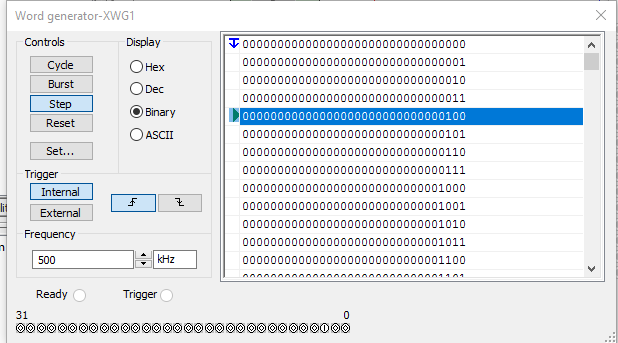 Word generator-XWG1
Controls
Cycle
Burst
Step
Reset
Set...
Display
Hex
Dec
Binary
ASCII
Trigger
Internal
External
Frequency
500 kHz
00000000000000000000000000000000
00000000000000000000000000000001
00000000000000000000000000000010
00000000000000000000000000000011
00000000000000000000000000000100
00000000000000000000000000000101
00000000000000000000000000000110
00000000000000000000000000000111
00000000000000000000000000001000
00000000000000000000000000001001
00000000000000000000000000001010
00000000000000000000000000001011
00000000000000000000000000001100
00000000000000000000000000001101
Ready Trigger
31 0